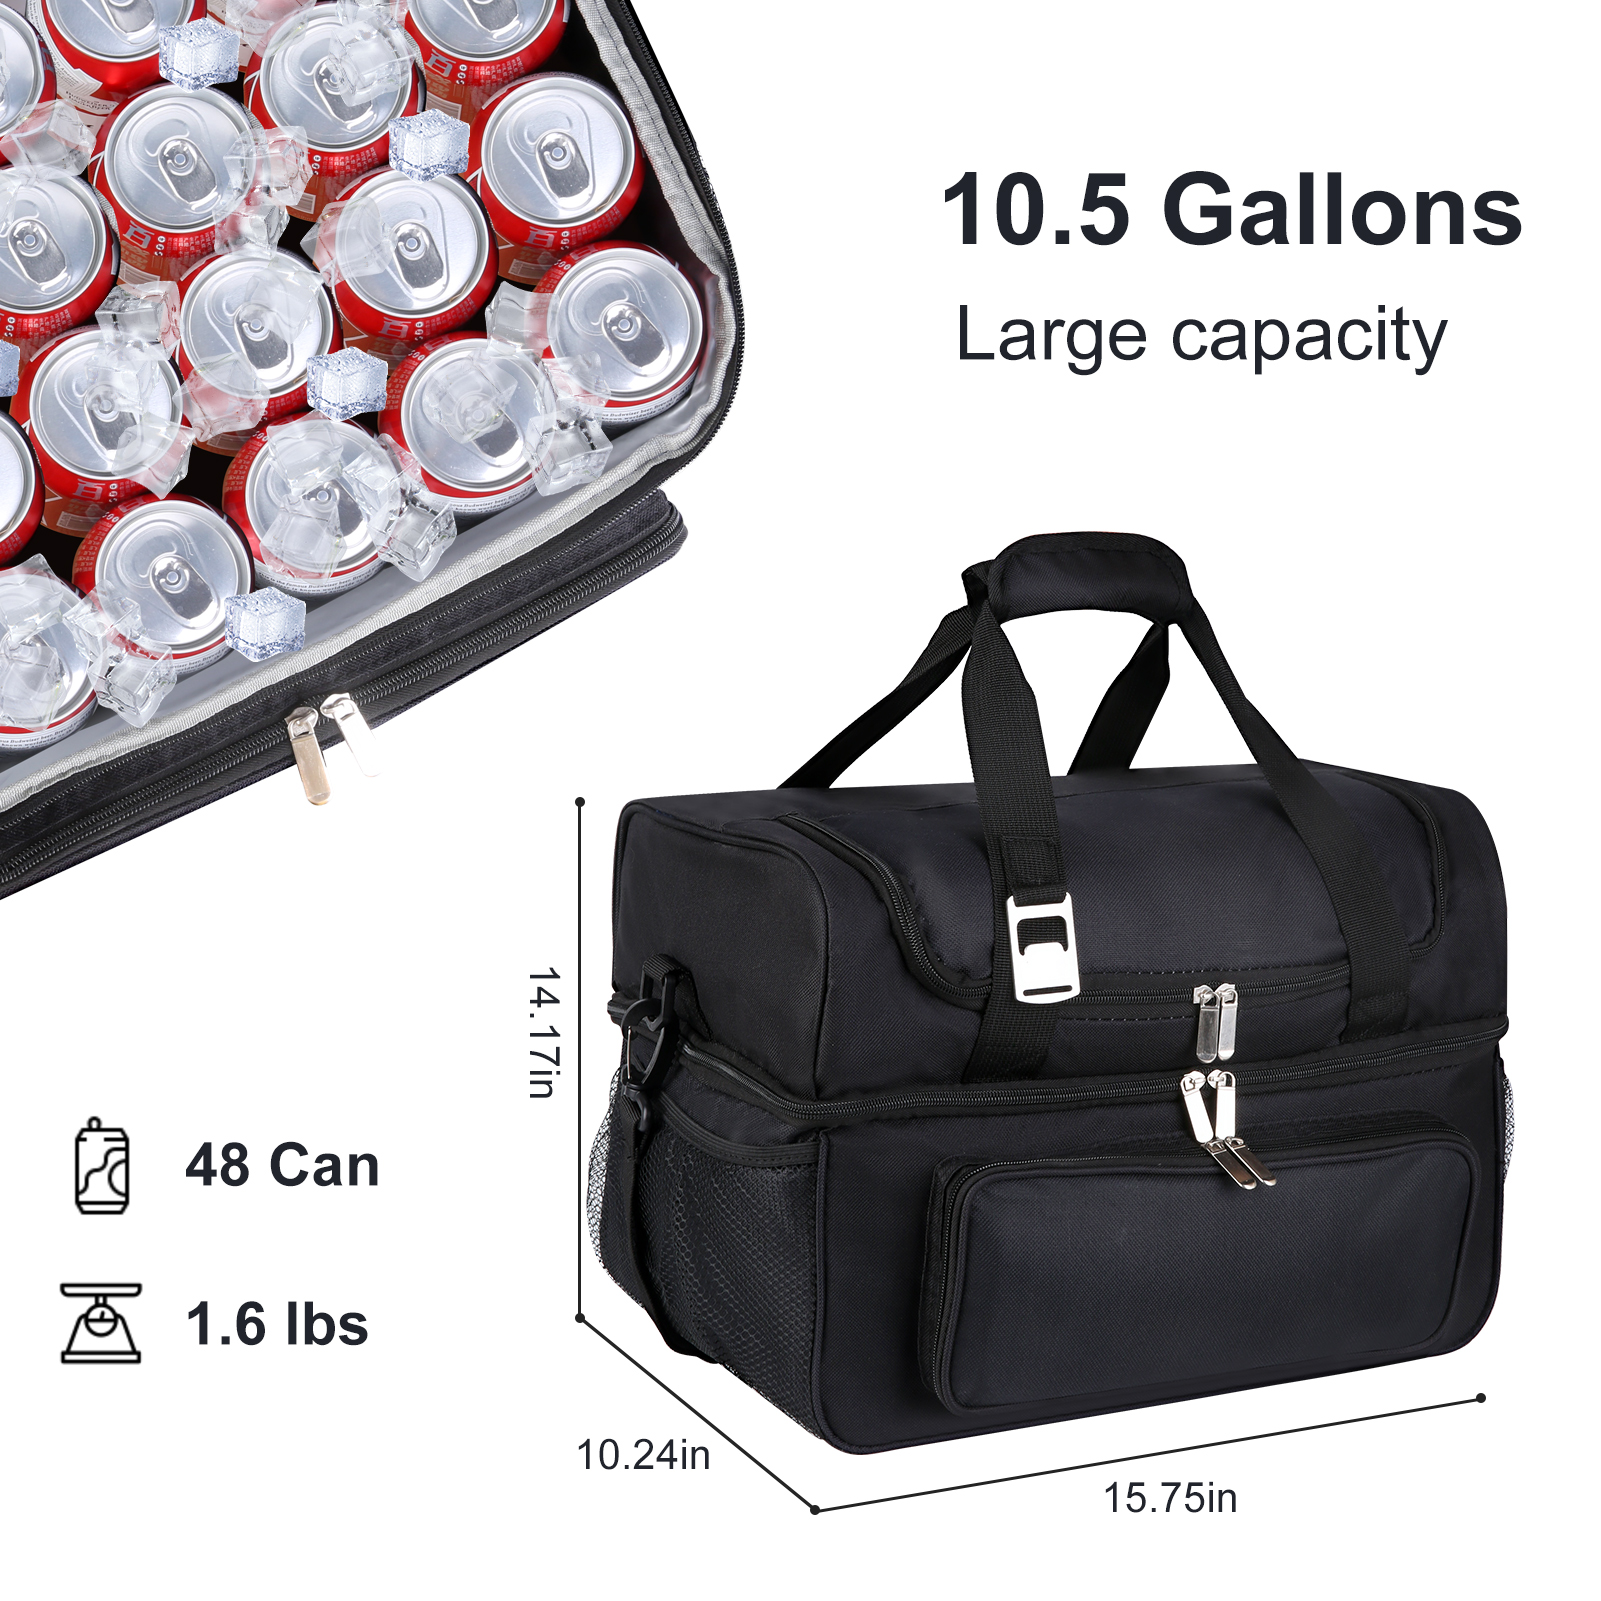 10.5 Gallons
Large capacity
14.17in
48 Can
1.6 lbs
10.24in
15.75in